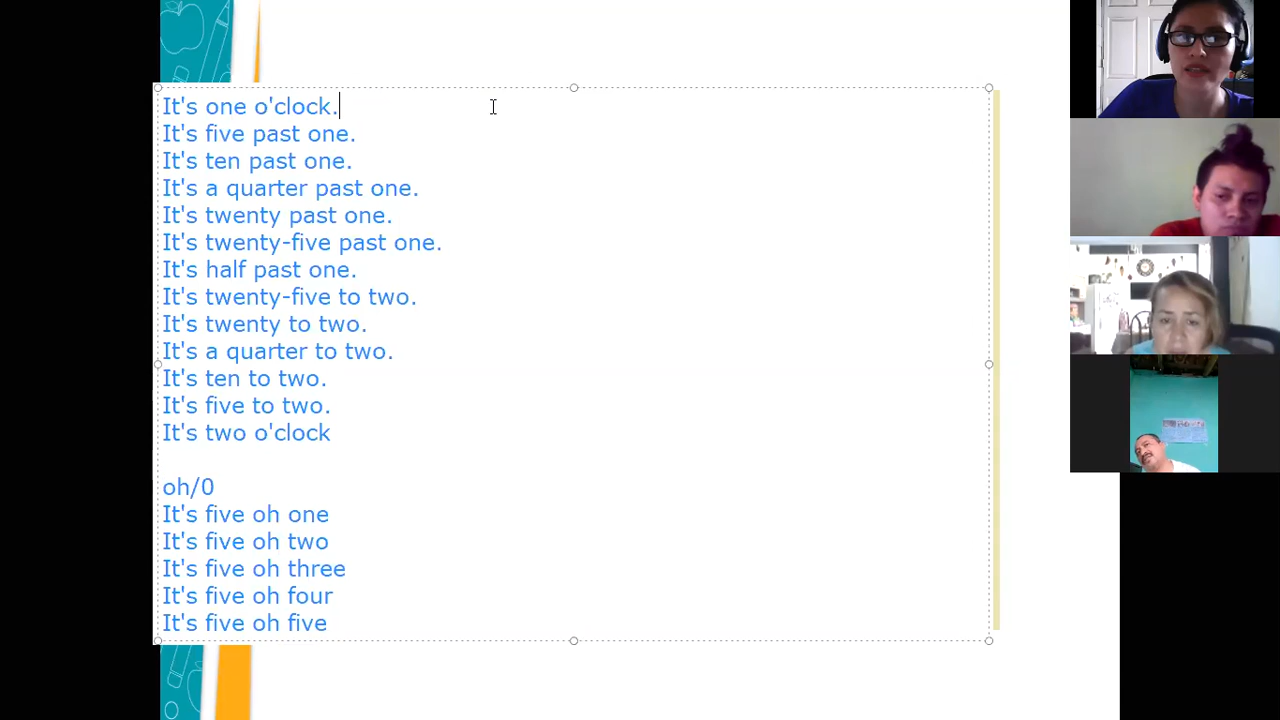 It's one o'clock.
It's five past one.
It's ten past one.
It's a quarter past one.
It's twenty past one.
It's twenty-five past one.
It's half past one.
It's twenty-five to two.
It's twenty to two.
It's a quarter to two.
It's ten to two.
It's five to two.
It's two o'clock
oh/0
It's five oh one
It's five oh two
It's five oh three
It's five oh four
It's five oh five